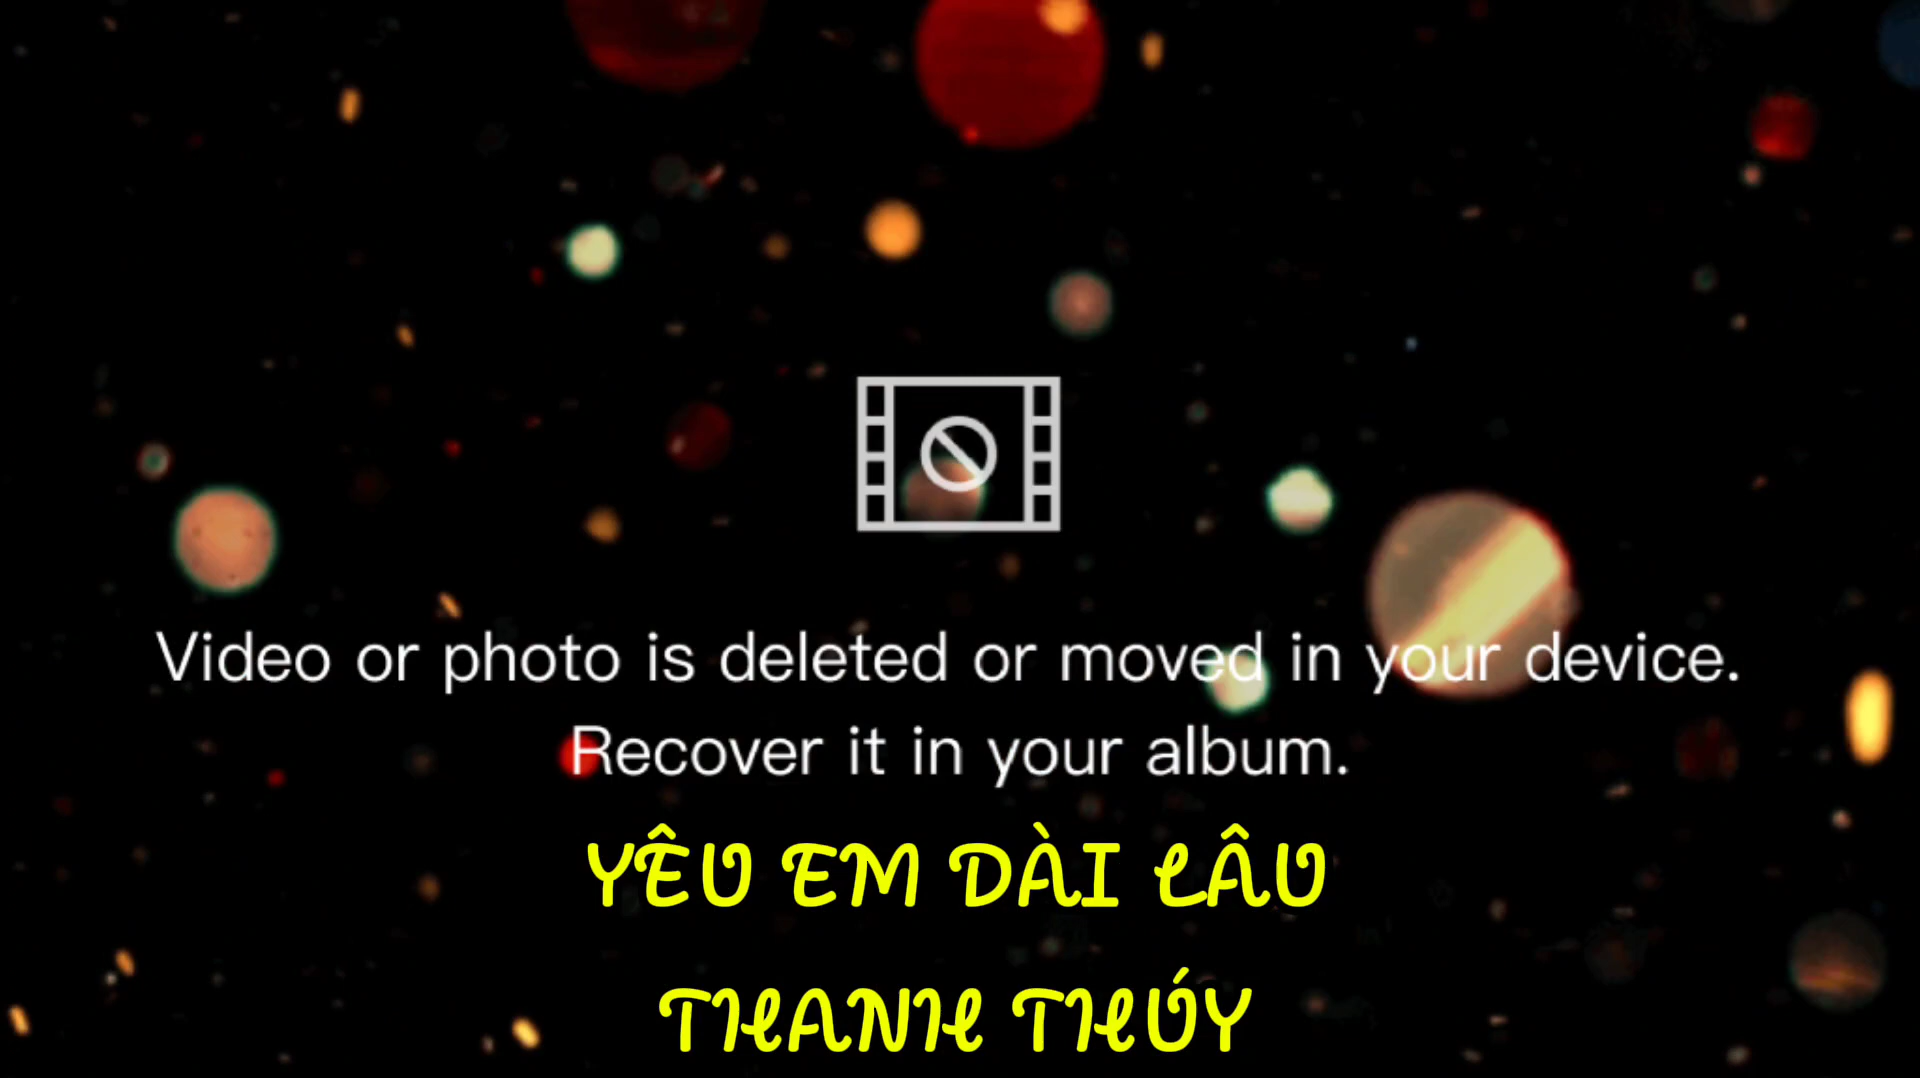 Video or photo is deleted or moved in your device.
Recover it in your album.
YÊU EM DÀI LÂU
THANH THÚY